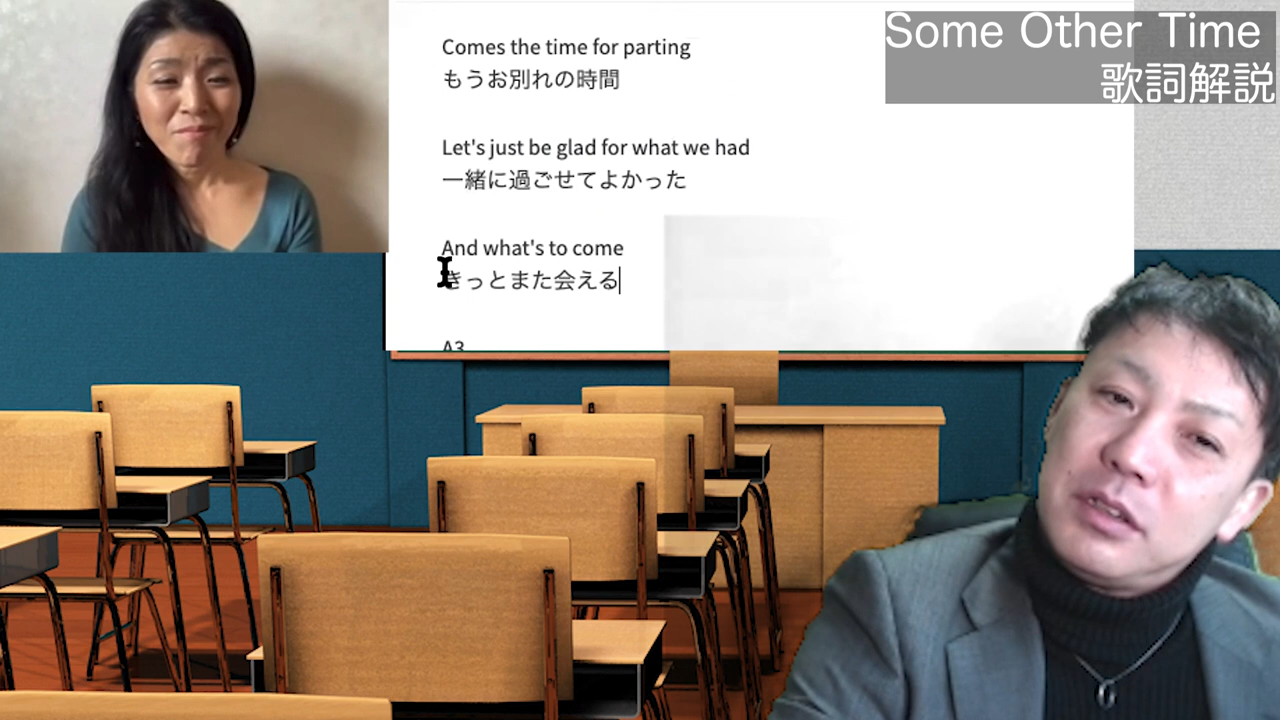 Some Other Time
歌詞解説
Comes the time for parting
もうお別れの時間
Let's just be glad for what we had
一緒に過ごせてよかった
And what's to come
きっとまた会える
A3